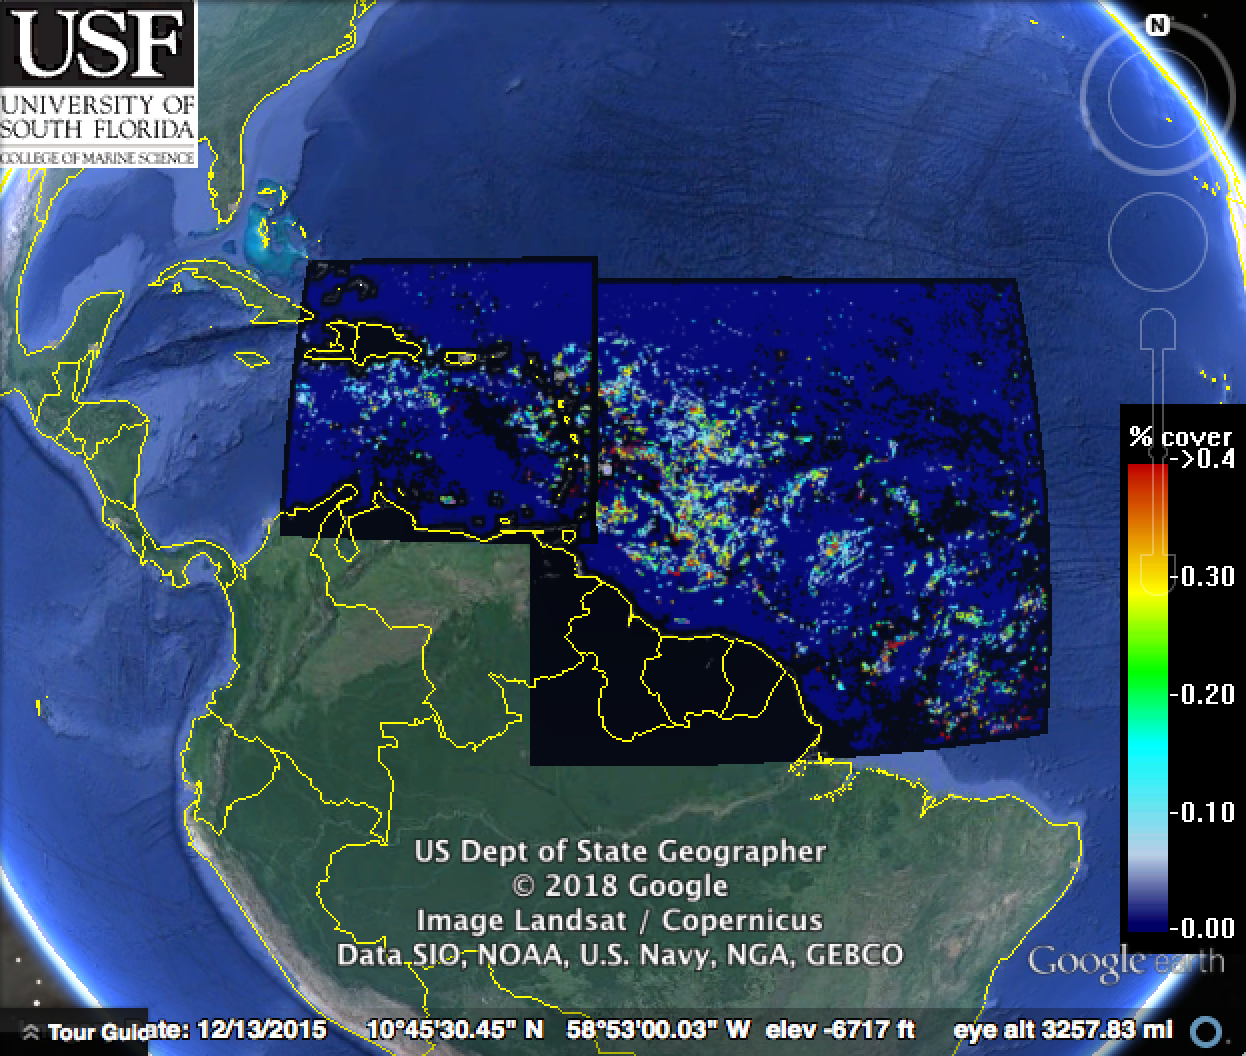 USF
UNIVERSITY OF
SOUTH FLORIDA
COLLEGE OF MARINE SCIENCE
N
% cover
->0.4
-0.30
-0.20
-0.10
-0.00
US Dept of State Geographer
© 2018 Google
Image Landsat / Copernicus
Data SIO, NOAA, U.S. Navy, NGA, GEBCO
Google earth
Tour Guid
ate: 12/13/2015 10°45'30.45" N 58°53'00.03" W elev -6717 ft eye alt 3257.83 mi